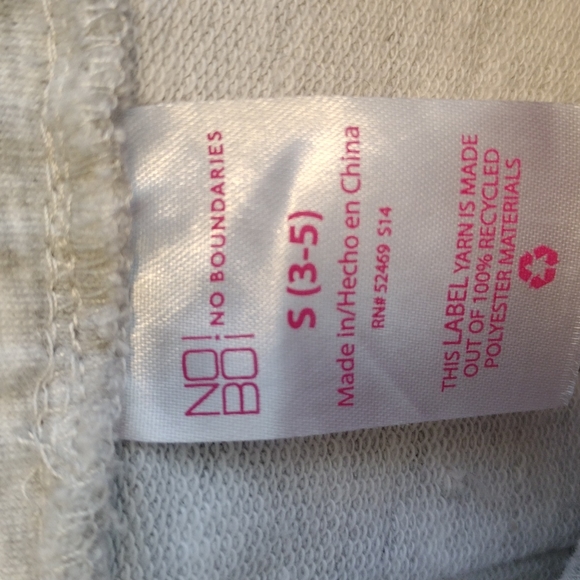 NO!
BO!
NO BOUNDARIES
S (3-5)
Made in/Hecho en China
RN# 52469 S14
THIS LABEL YARN IS MADE
OUT OF 100% RECYCLED
POLYESTER MATERIALS